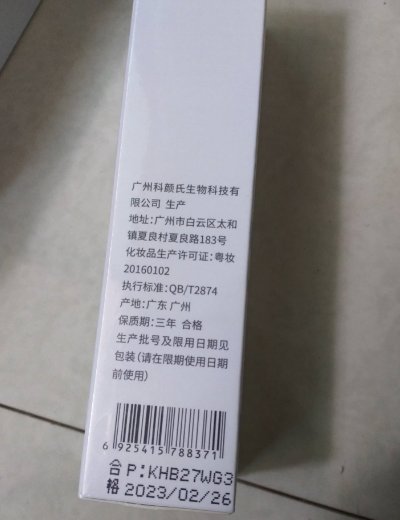 广州科颜氏生物科技有
限公司 生产
地址:广州市白云区太和
镇夏良村夏良路183号
化妆品生产许可证:粤妆
20160102
执行标准:QB/T2874
产地:广东 广州
保质期:三年 合格
生产批号及限用日期见
包装(请在限期使用日期
前使用)
6 925415 788371
合 P:KHB27WG3
格 2023/02/26